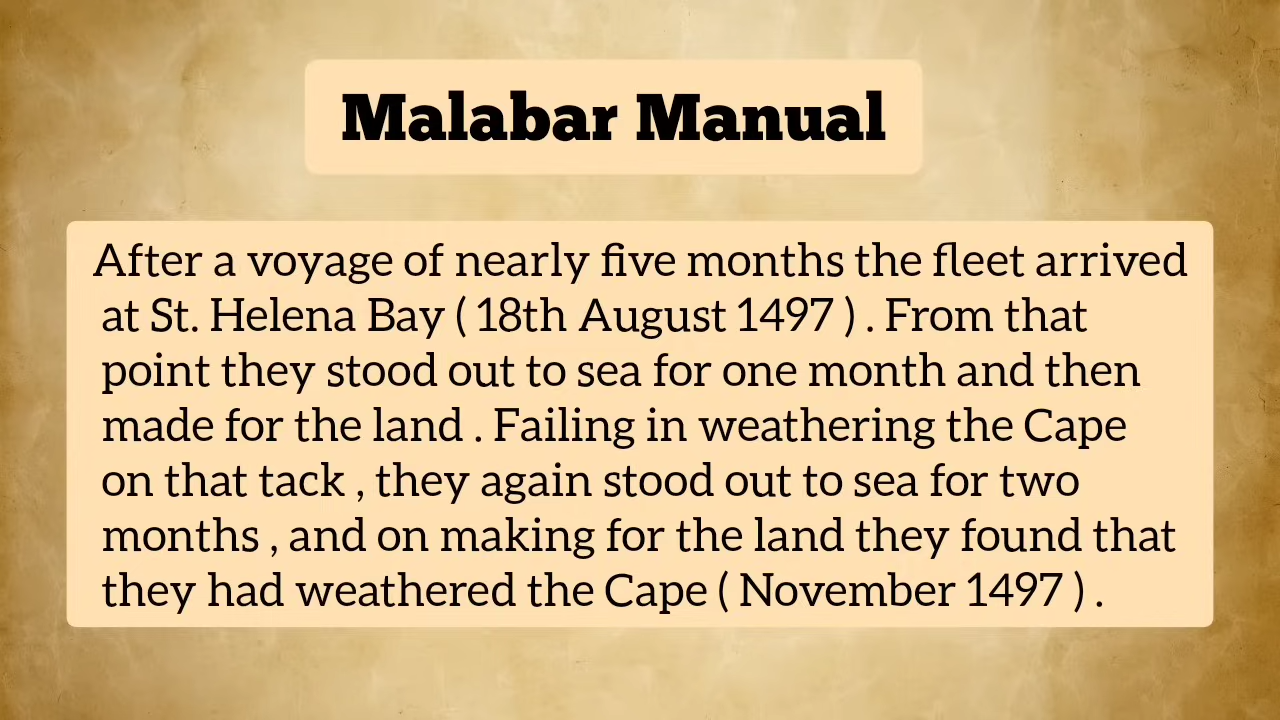 Malabar Manual
After a voyage of nearly five months the fleet arrived
at St. Helena Bay ( 18th August 1497 ) . From that
point they stood out to sea for one month and then
made for the land . Failing in weathering the Cape
on that tack , they again stood out to sea for two
months , and on making for the land they found that
they had weathered the Cape ( November 1497 ) .